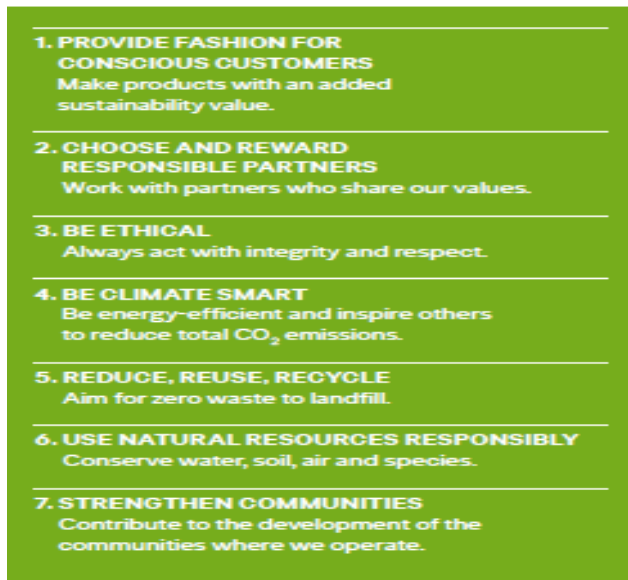 1. PROVIDE FASHION FOR
CONSCIOUS CUSTOMERS
Make products with an added
sustainability value.
2. CHOOSE AND REWARD
RESPONSIBLE PARTNERS
Work with partners who share our values.
3. BE ETHICAL
Always act with integrity and respect.
4. BE CLIMATE SMART
Be energy-efficient and inspire others
to reduce total CO₂ emissions.
5. REDUCE, REUSE, RECYCLE
Aim for zero waste to landfill.
6. USE NATURAL RESOURCES RESPONSIBLY
Conserve water, soil, air and species.
7. STRENGTHEN COMMUNITIES
Contribute to the development of the
communities where we operate.